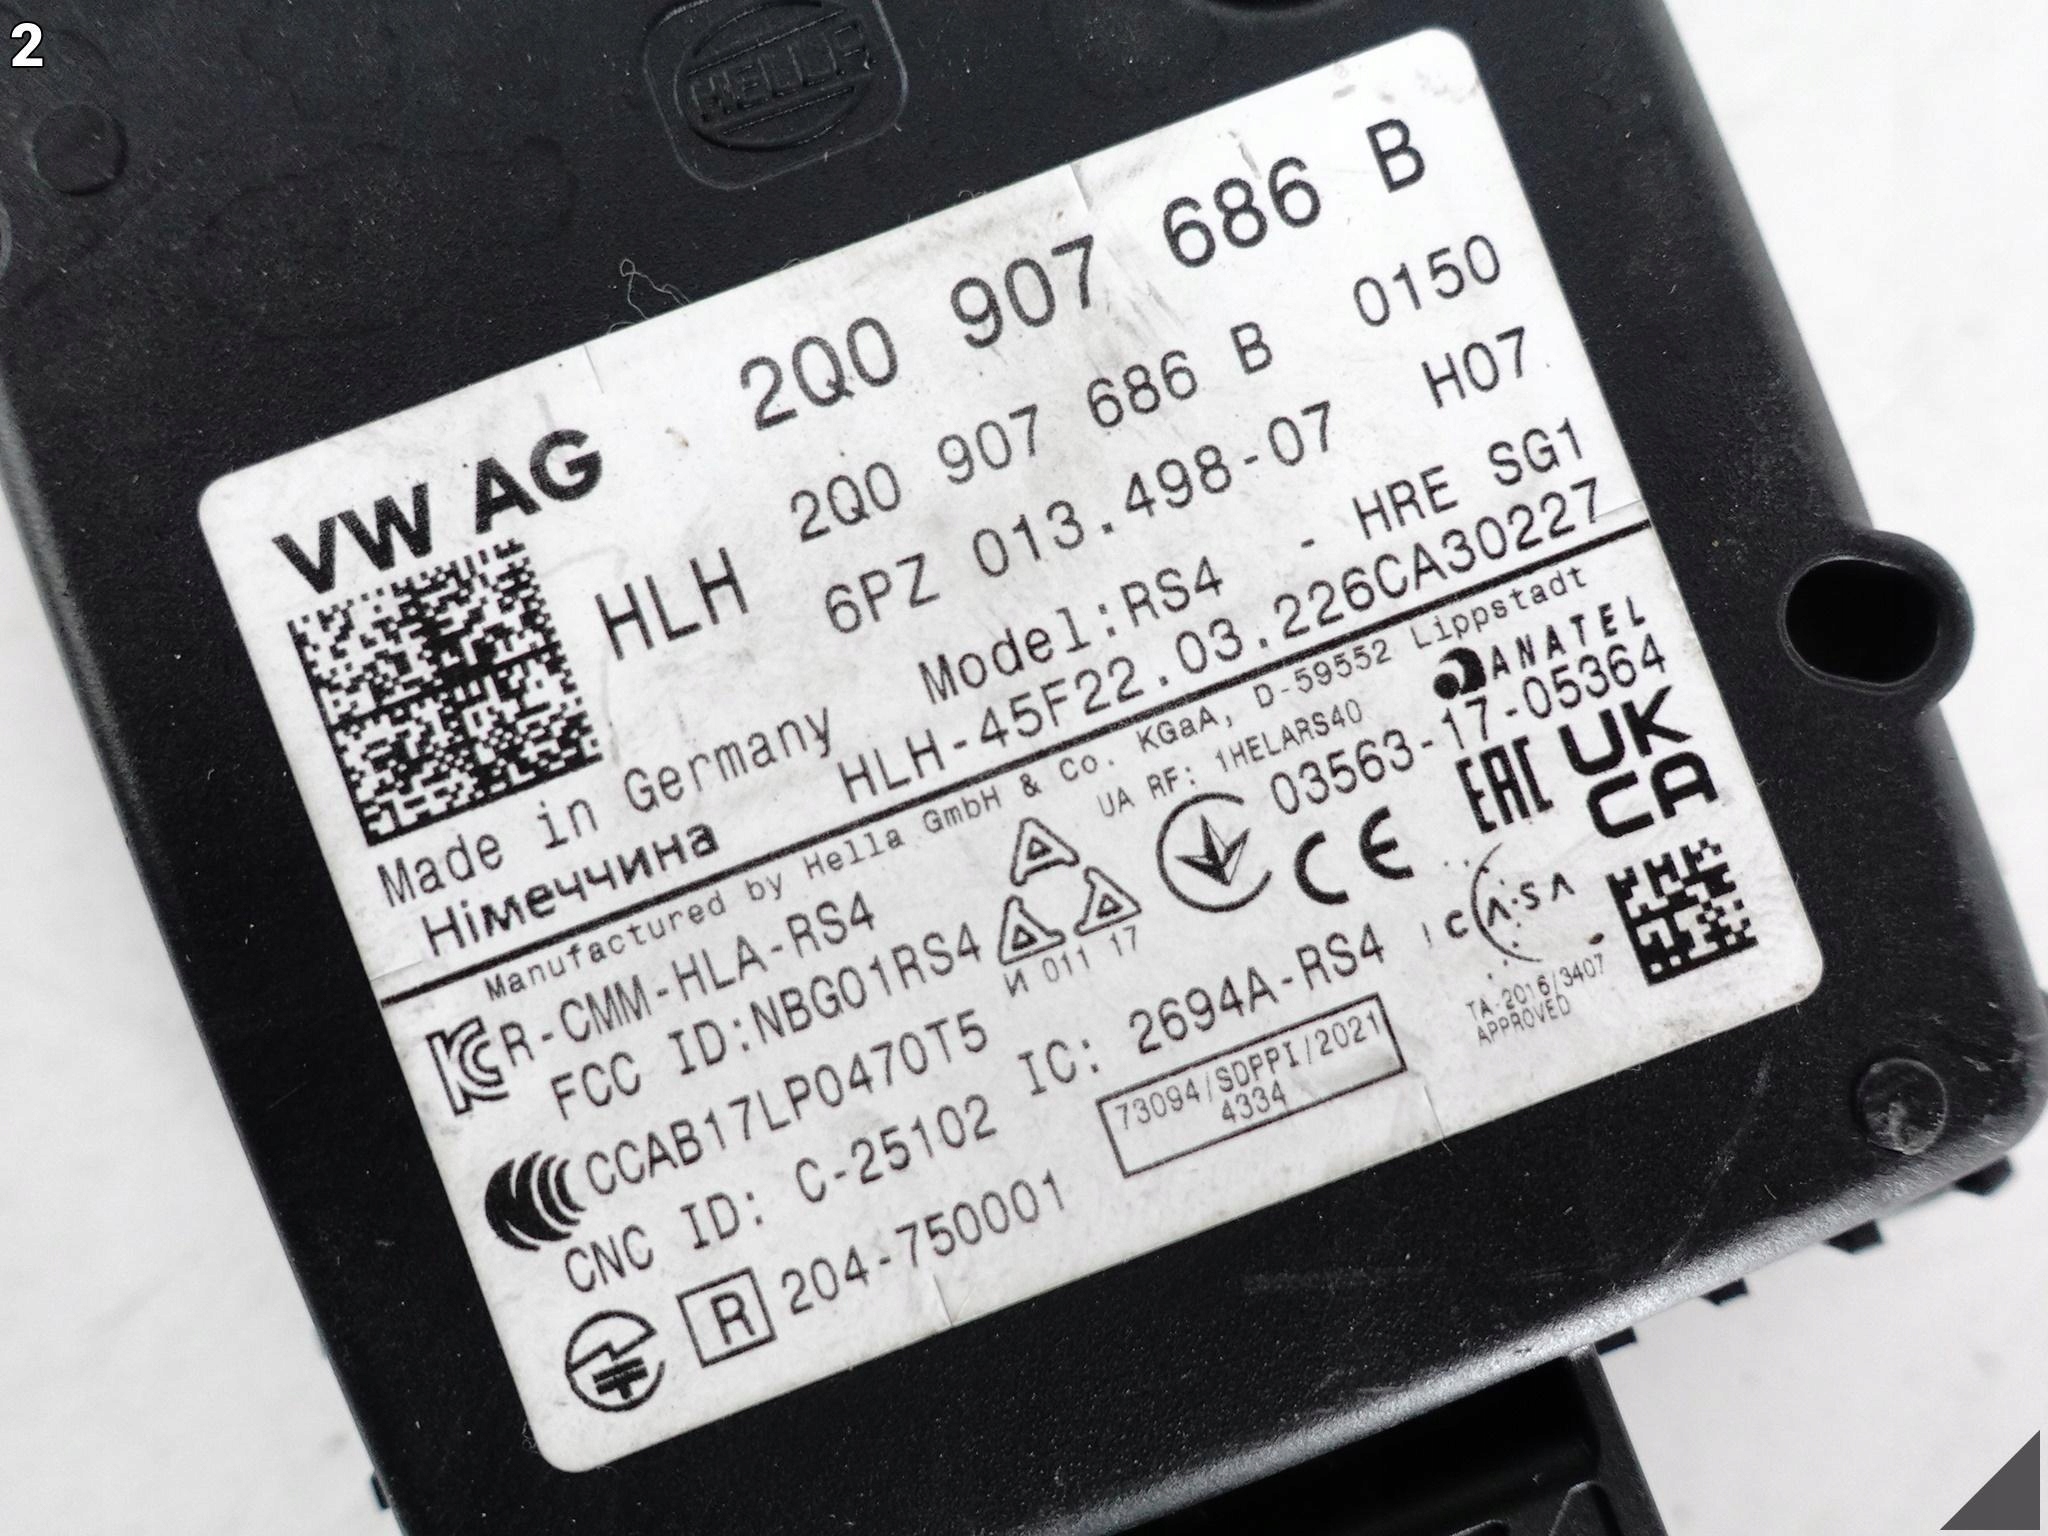 2
HELLA
VW AG 2Q0 907 686 B
2Q0 907 686 B 0150
HLH 6PZ 013.498-07 H07
Model:RS4 - HRE SG1
Made in Germany HLH-45F22.03.226CA30227
Німеччина
Manufactured by Hella GmbH & Co. KGaA, D-59552 Lippstadt
R-CMM-HLA-RS4
UA RF: 1HELARS40
ANATEL
03563-17-05364
FCC ID:NBG01RS4
И 011 17
CE
EAC
UK
CA
CCAB17LP0470T5
IC: 2694A-RS4
ICASA
TA-2016/3407
APPROVED
CNC ID: C-25102
73094/SDPPI/2021
4334
R 204-750001